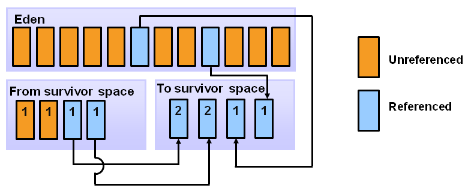 Eden
Unreferenced
From survivor space
To survivor space
1 1 1 1
2 2 1 1
Referenced